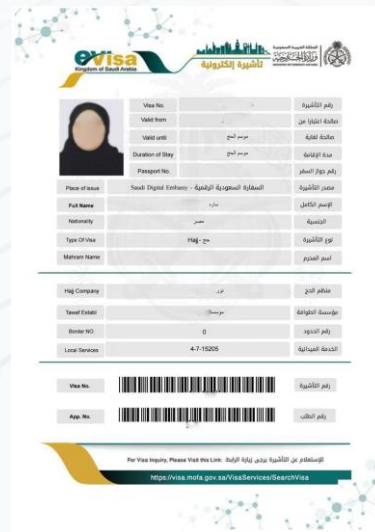 eVisa
Kingdom of Saudi Arabia
تأشيرة إلكترونية
وزارة الخارجية
Visa No. رقم التأشيرة
Valid from صالحة اعتبارا من
Valid until موسم الحج صالحة لغاية
Duration of Stay موسم الحج مدة الإقامة
Passport No. رقم جواز السفر
Place of issue Saudi Digital Embassy - السفارة السعودية الرقمية مصدر التأشيرة
Full Name ساره الإسم الكامل
Nationality مصر الجنسية
Type Of Visa Hajj - حج نوع التأشيرة
Mahram Name اسم المحرم
Hajj Company نور منظم الحج
Tawaf Establ موسسة مؤسسة الطوافة
Border NO 0 رقم الحدود
Local Services 4-7-15205 الخدمة الميدانية
Visa No. رقم التأشيرة
App. No. رقم الطلب
For Visa Inquiry, Please Visit this Link: للإستعلام عن التأشيرة يرجى زيارة الرابط
https://visa.mofa.gov.sa/VisaServices/SearchVisa